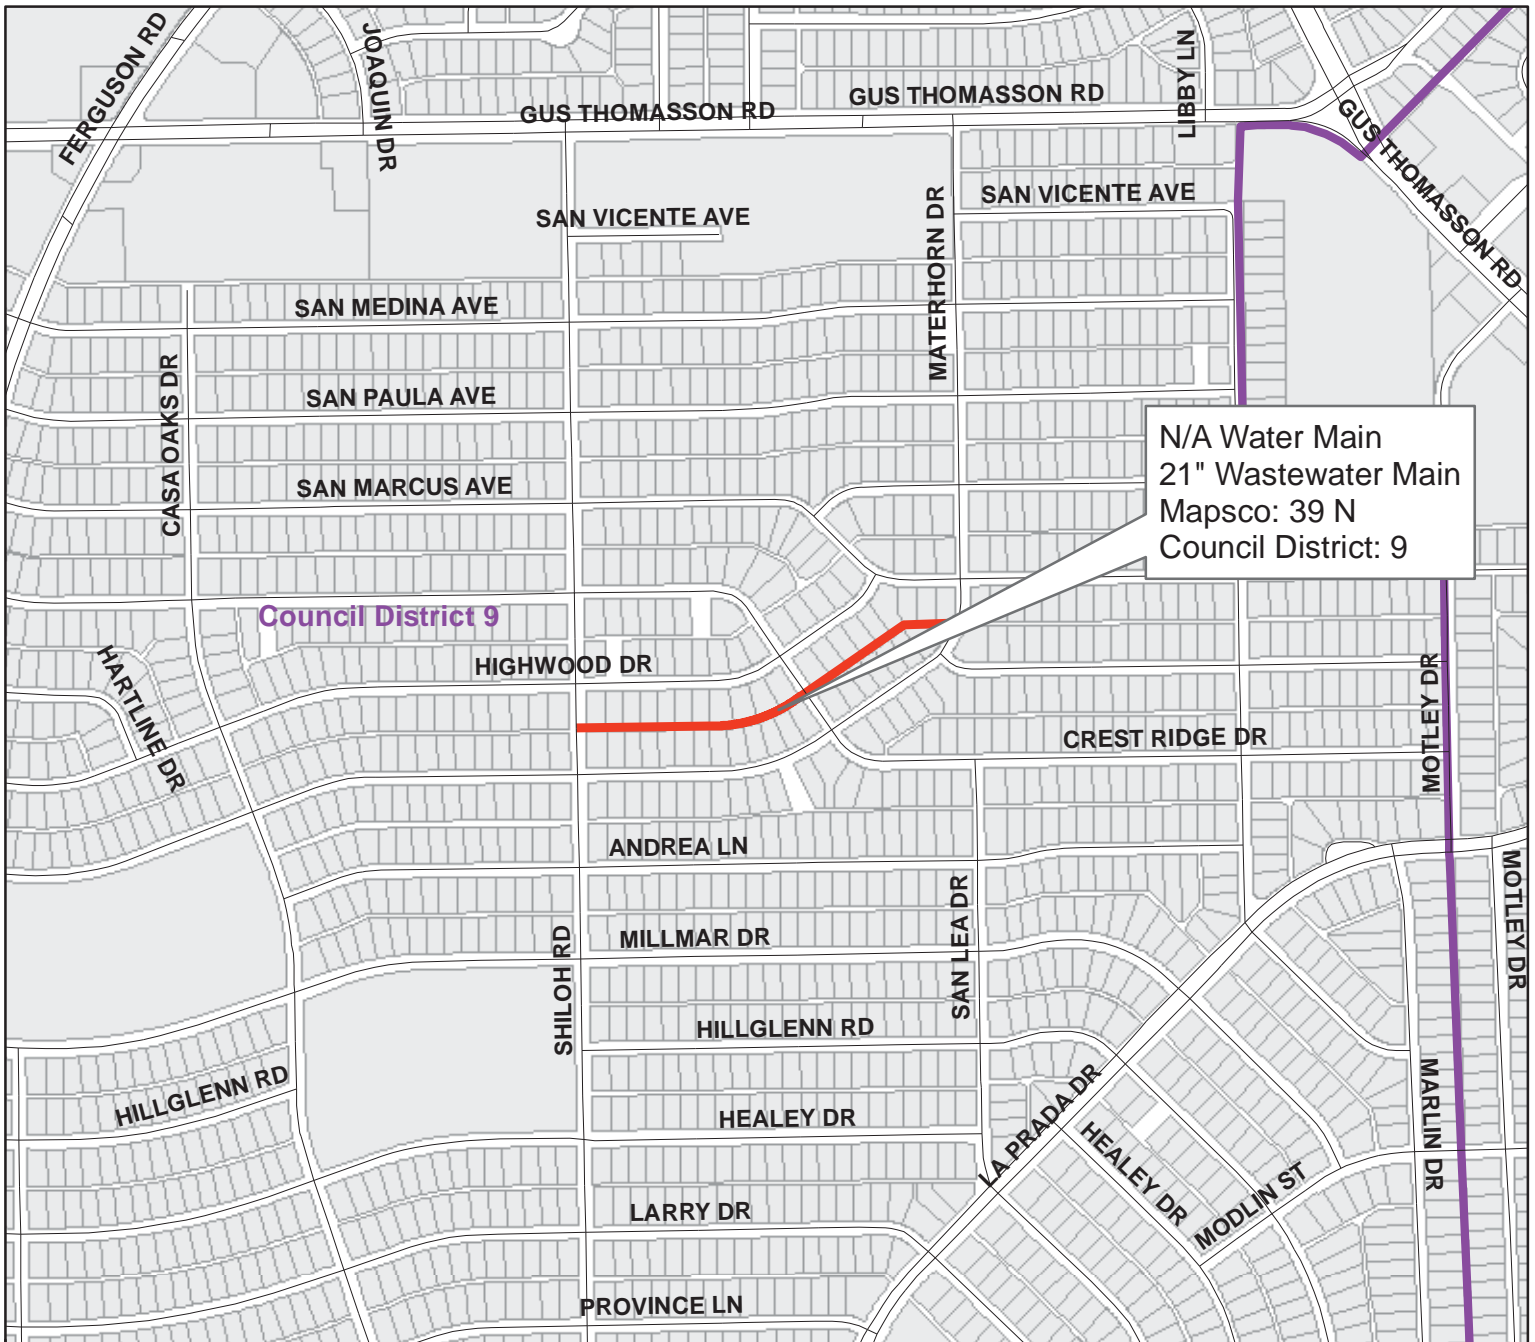 FERGUSON RD
JOAQUIN DR
GUS THOMASSON RD
GUS THOMASSON RD
LIBBY LN
GUS THOMASSON RD
SAN VICENTE AVE
SAN VICENTE AVE
MATERHORN DR
SAN MEDINA AVE
CASA OAKS DR
SAN PAULA AVE
SAN MARCUS AVE
N/A Water Main
21" Wastewater Main
Mapsco: 39 N
Council District: 9
Council District 9
HARTLINE DR
HIGHWOOD DR
MOTLEY DR
CREST RIDGE DR
ANDREA LN
MOTLEY DR
SAN LEA DR
SHILOH RD
MILLMAR DR
HILLGLENN RD
HILLGLENN RD
LA PRADA DR
MARLIN DR
HEALEY DR
HEALEY DR
MODLIN ST
LARRY DR
PROVINCE LN